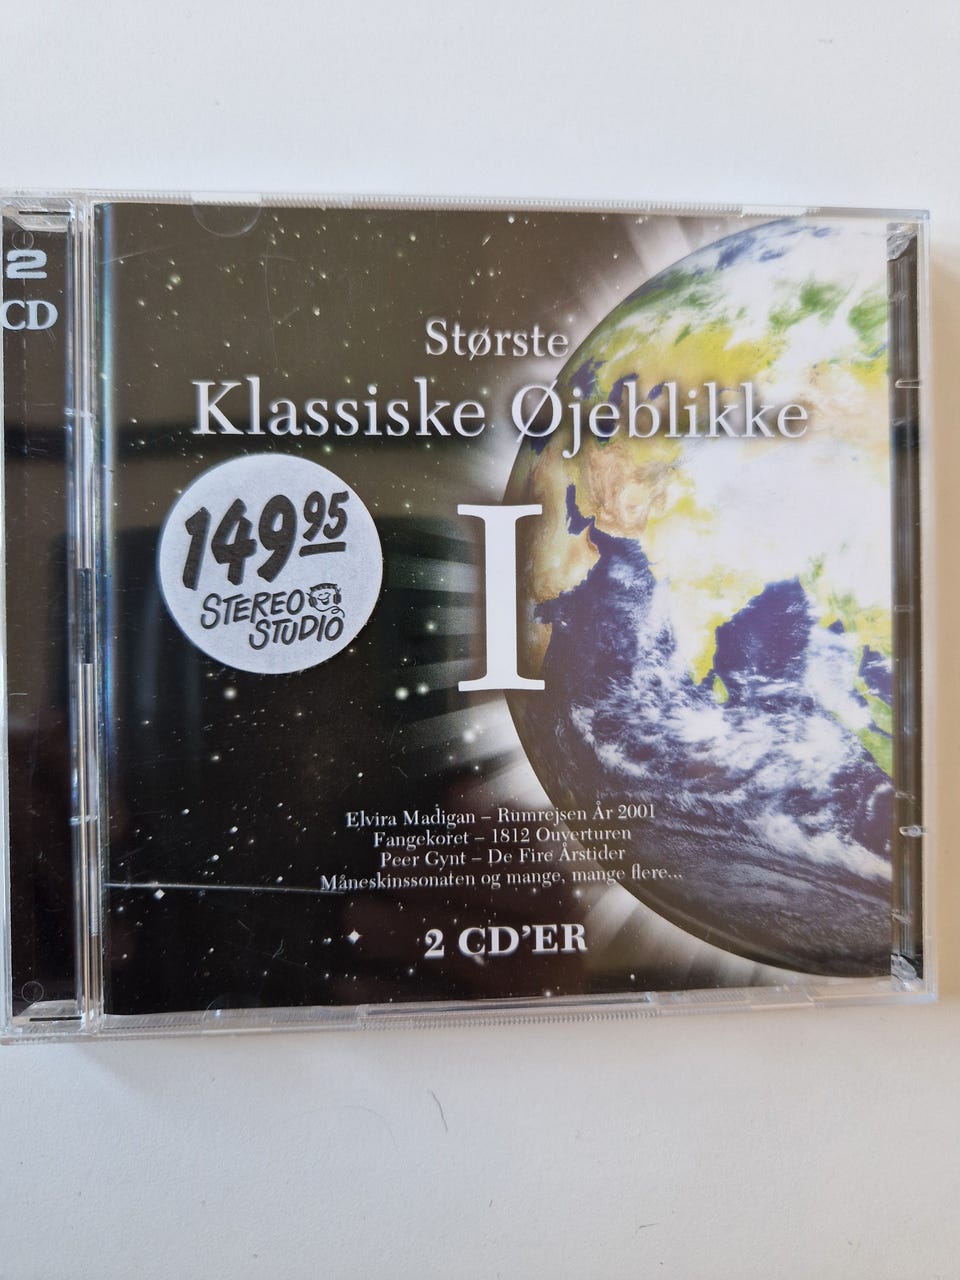 2
CD
Største
Klassiske Øjeblikke
I
149 95
STEREO
STUDIO
Elvira Madigan – Rumrejsen År 2001
Fangekoret – 1812 Ouverturen
Peer Gynt – De Fire Årstider
Måneskinssonaten og mange, mange flere...
2 CD'ER